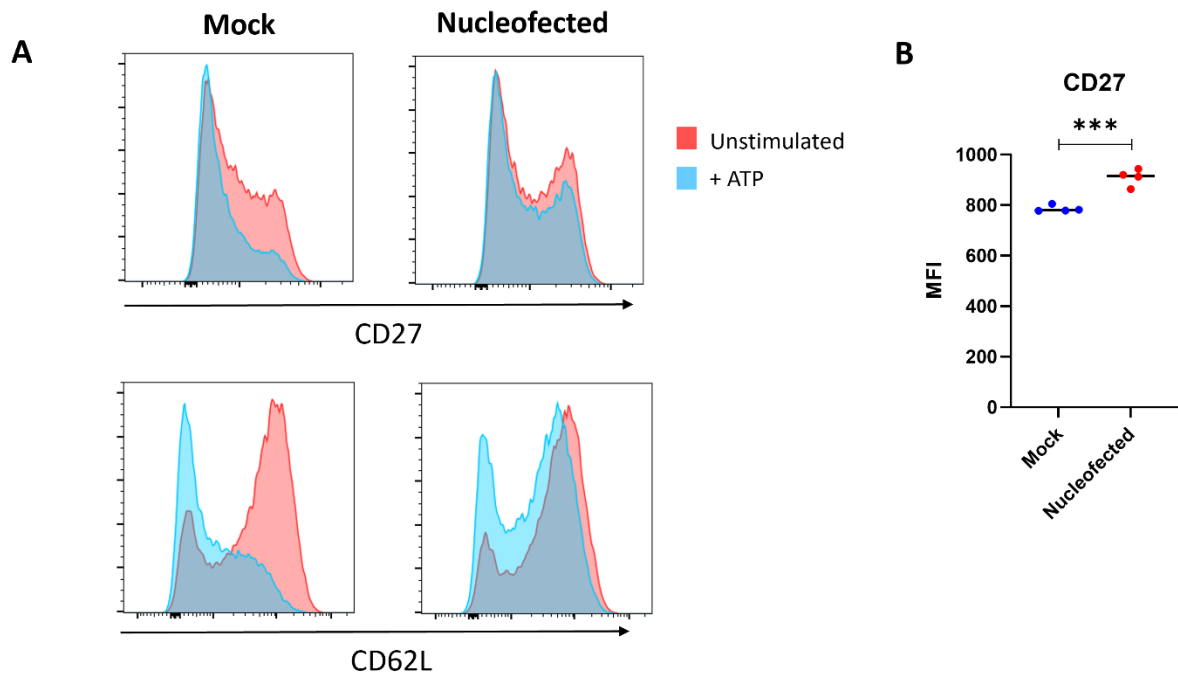 A
Mock
Nucleofected
Unstimulated
+ ATP
CD27
CD62L
B
CD27
***
1000
800
600
400
200
0
MFI
Mock
Nucleofected